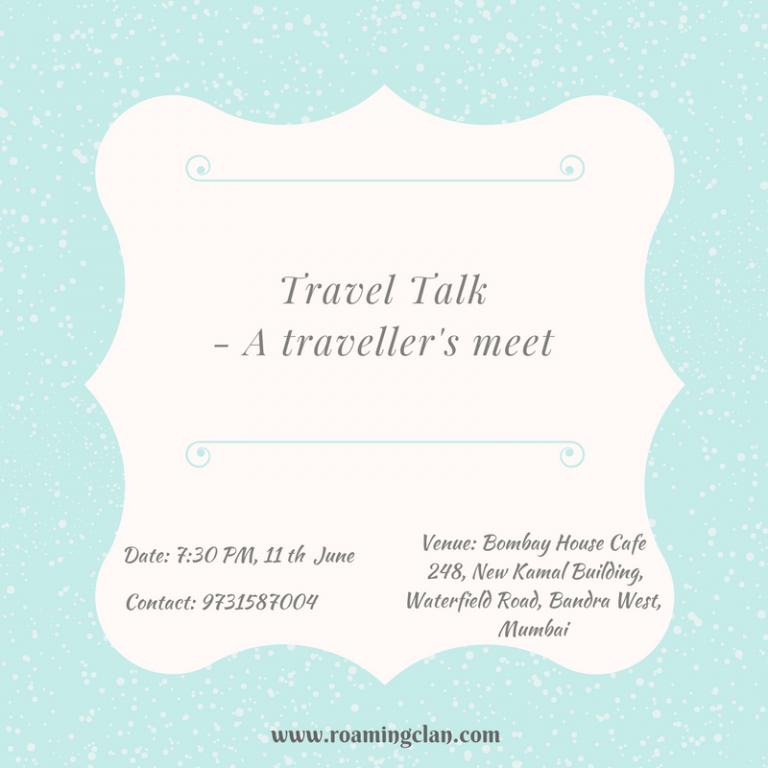 Travel Talk
- A traveller's meet
Date: 7:30 PM, 11 th June
Contact: 9731587004
Venue: Bombay House Cafe
248, New Kamal Building,
Waterfield Road, Bandra West,
Mumbai
www.roamingclan.com